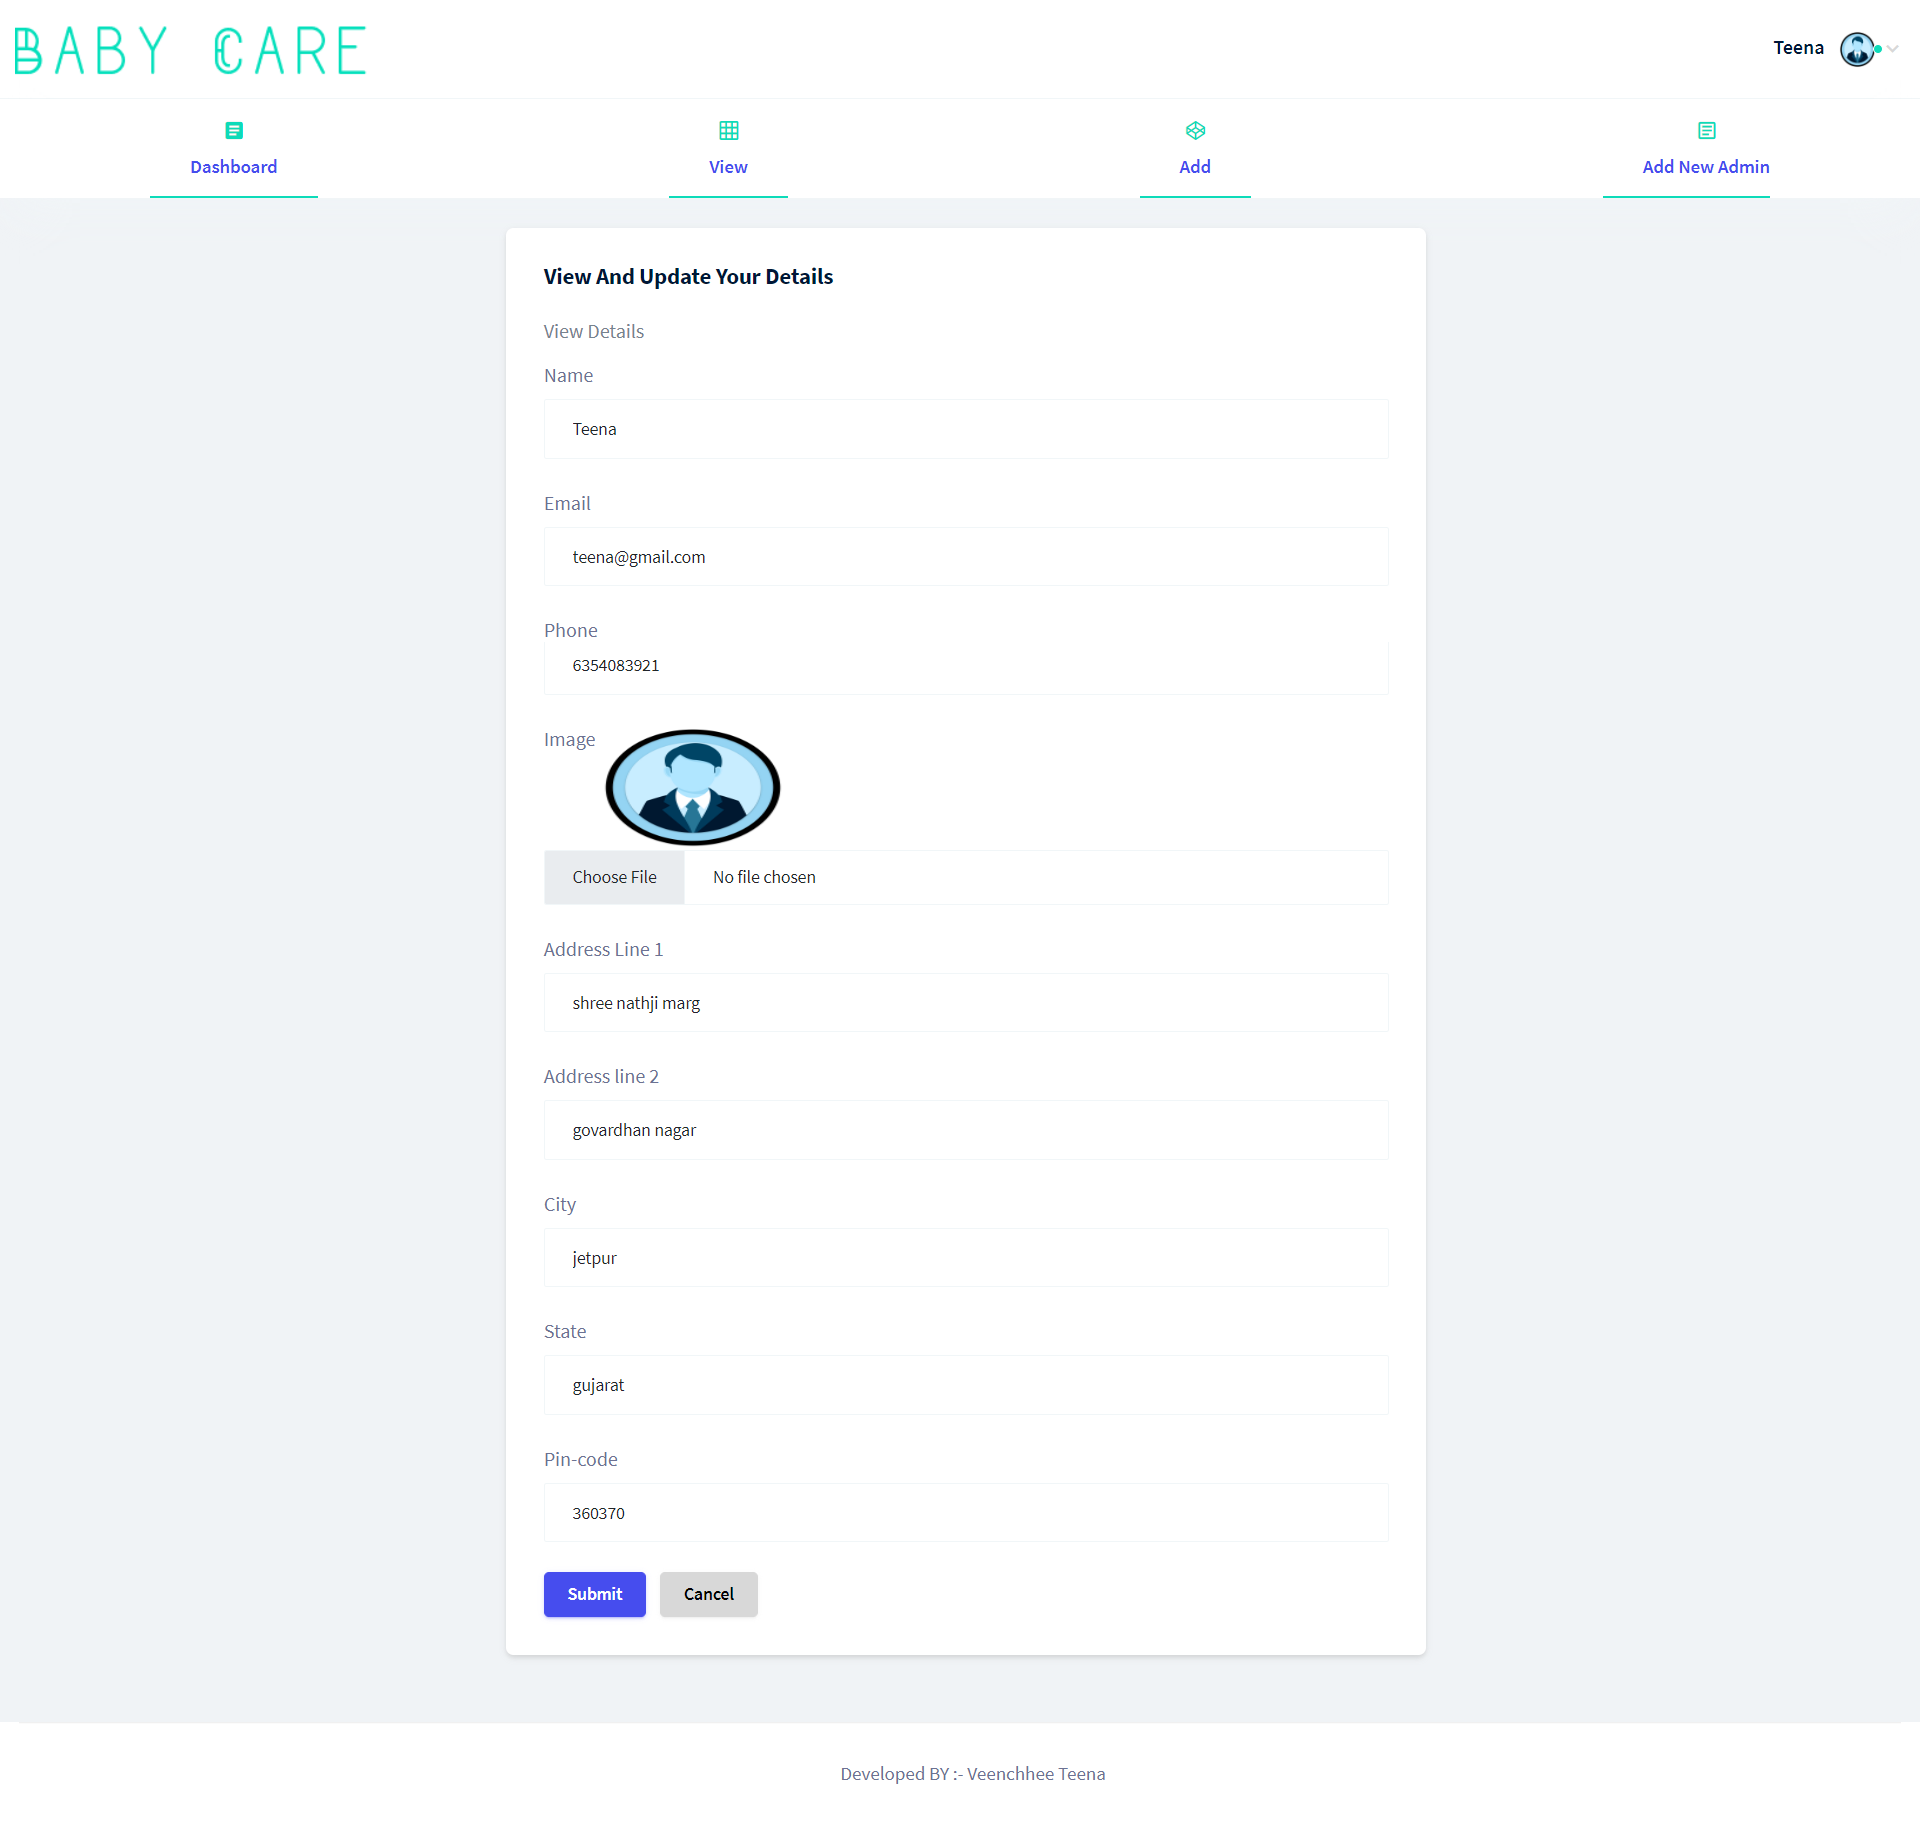 BABY CARE
Teena
Dashboard
View
Add
Add New Admin
View And Update Your Details
View Details
Name
Teena
Email
teena@gmail.com
Phone
6354083921
Image
Choose File
No file chosen
Address Line 1
shree nathji marg
Address line 2
govardhan nagar
City
jetpur
State
gujarat
Pin-code
360370
Submit
Cancel
Developed BY :- Veenchhee Teena